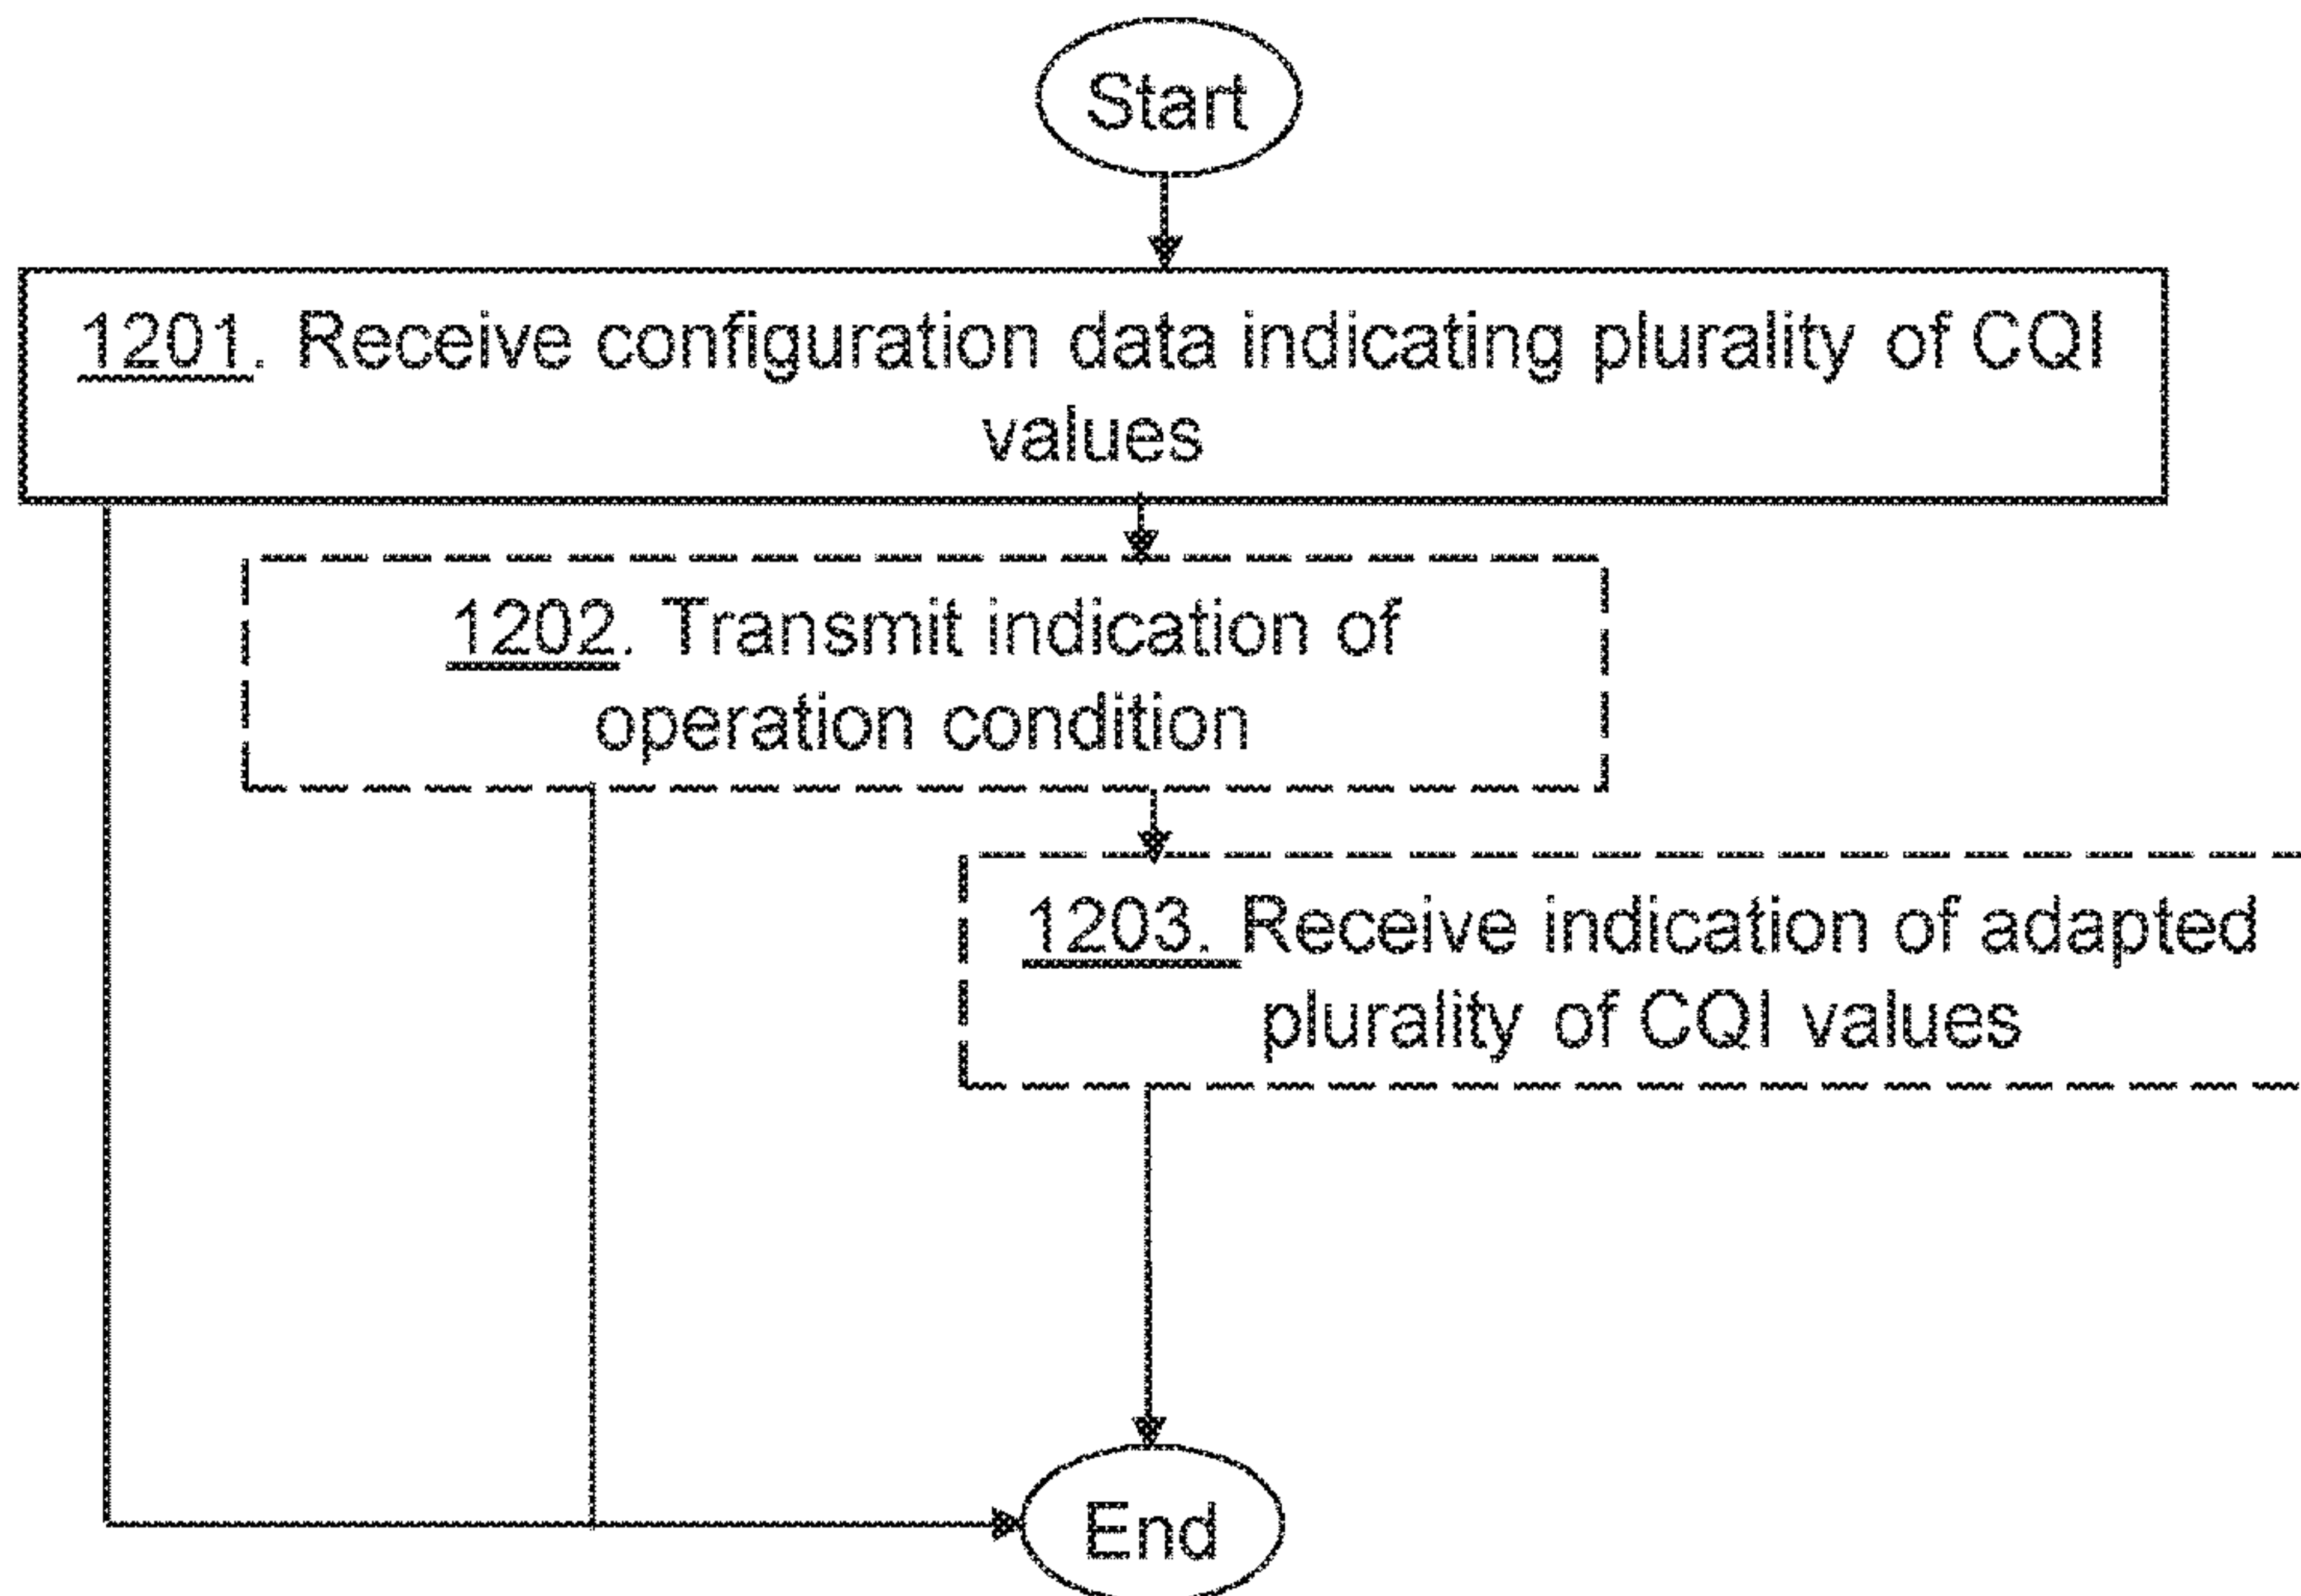 Start
1201. Receive configuration data indicating plurality of CQI
values
1202. Transmit indication of
operation condition
1203. Receive indication of adapted
plurality of CQI values
End